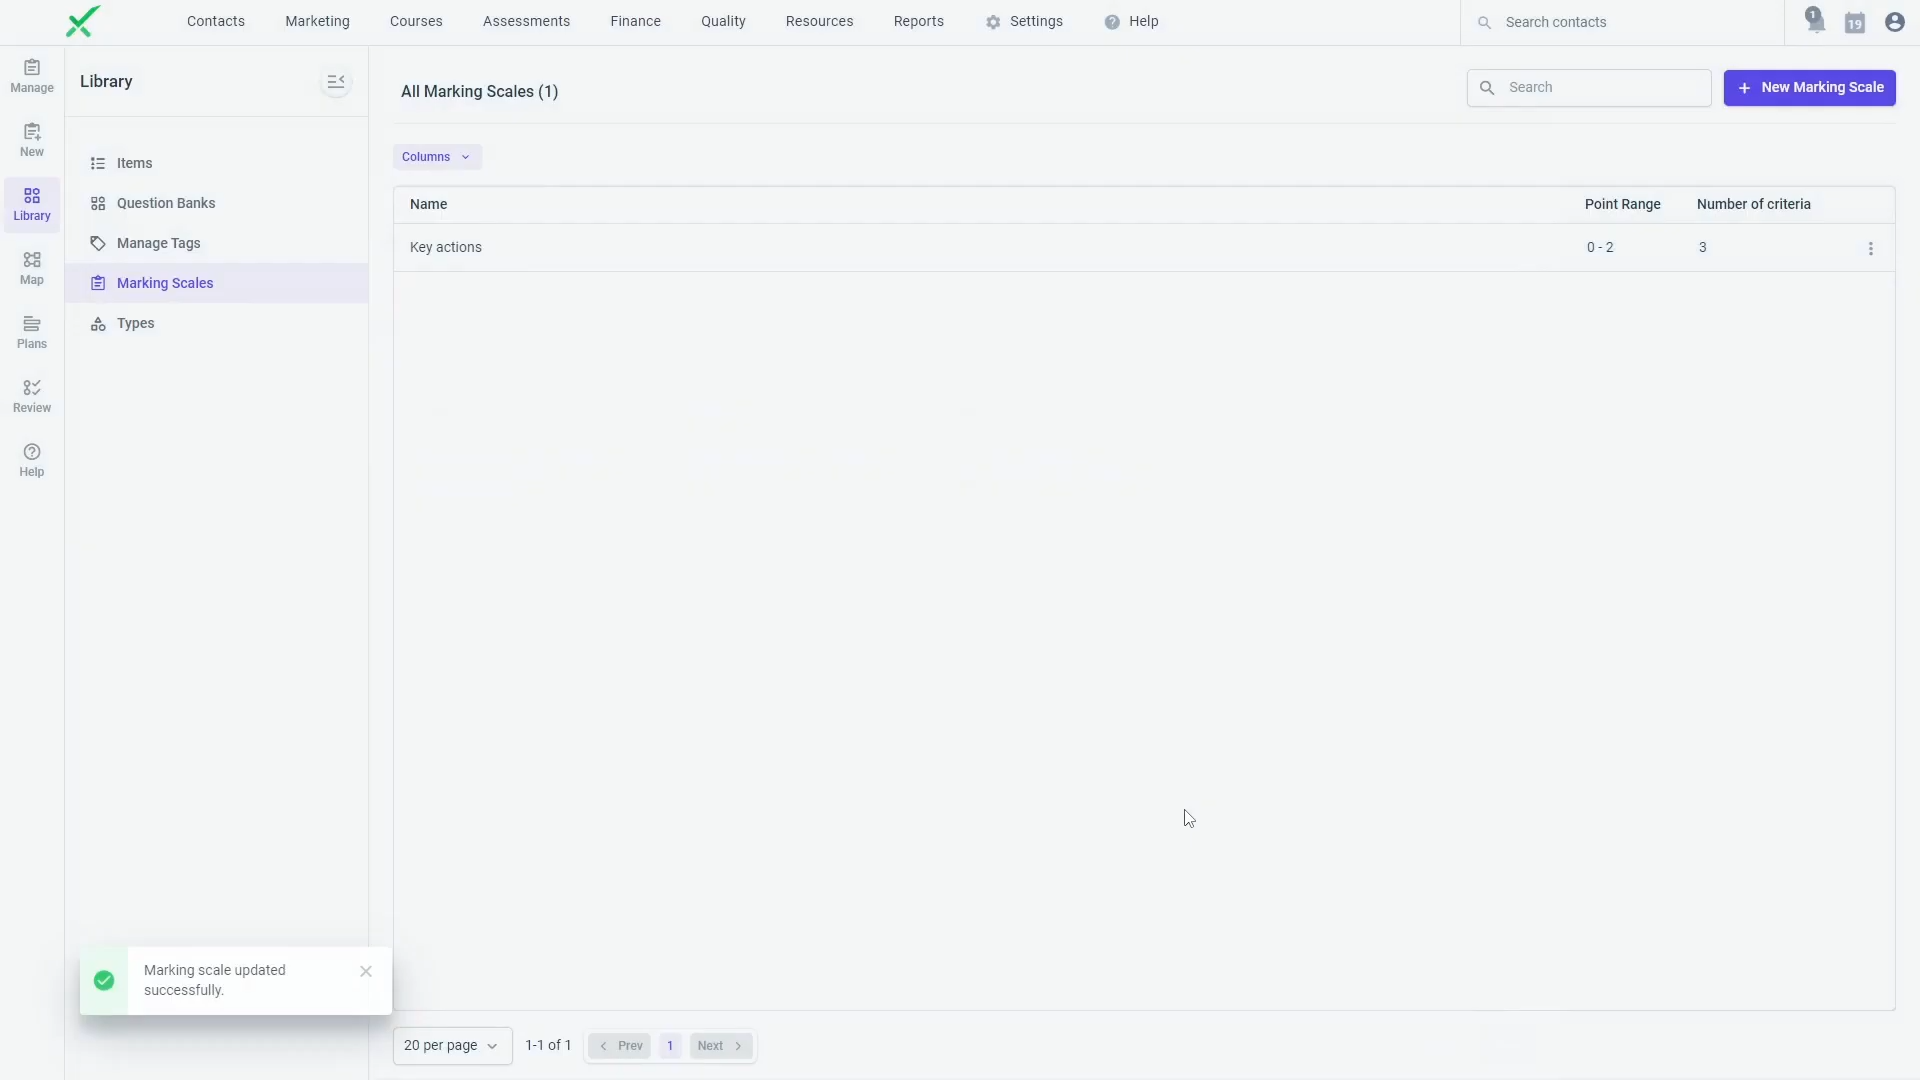 Contacts Marketing Courses Assessments Finance Quality Resources Reports Settings Help Search contacts 1 19
Manage
New
Library
Map
Plans
Review
Help
Library
Items
Question Banks
Manage Tags
Marking Scales
Types
All Marking Scales (1)
Search
+ New Marking Scale
Columns
Name Point Range Number of criteria
Key actions 0 - 2 3
Marking scale updated
successfully.
20 per page 1-1 of 1 Prev 1 Next